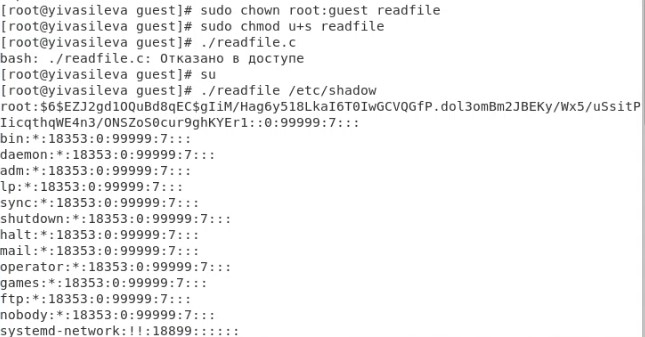 [root@yivasileva guest]# sudo chown root:guest readfile
[root@yivasileva guest]# sudo chmod u+s readfile
[root@yivasileva guest]# ./readfile.c
bash: ./readfile.c: Отказано в доступе
[root@yivasileva guest]# su
[root@yivasileva guest]# ./readfile /etc/shadow
root:$6$EZJ2gd1OQuBd8qEC$gIiM/Hag6y518LkaI6T0IwGCVQGfP.dol3omBm2JBEKy/Wx5/uSsitP
IicqthqWE4n3/ONSZoS0cur9ghKYEr1::0:99999:7:::
bin:*:18353:0:99999:7:::
daemon:*:18353:0:99999:7:::
adm:*:18353:0:99999:7:::
lp:*:18353:0:99999:7:::
sync:*:18353:0:99999:7:::
shutdown:*:18353:0:99999:7:::
halt:*:18353:0:99999:7:::
mail:*:18353:0:99999:7:::
operator:*:18353:0:99999:7:::
games:*:18353:0:99999:7:::
ftp:*:18353:0:99999:7:::
nobody:*:18353:0:99999:7:::
systemd-network:!!:18899::::::